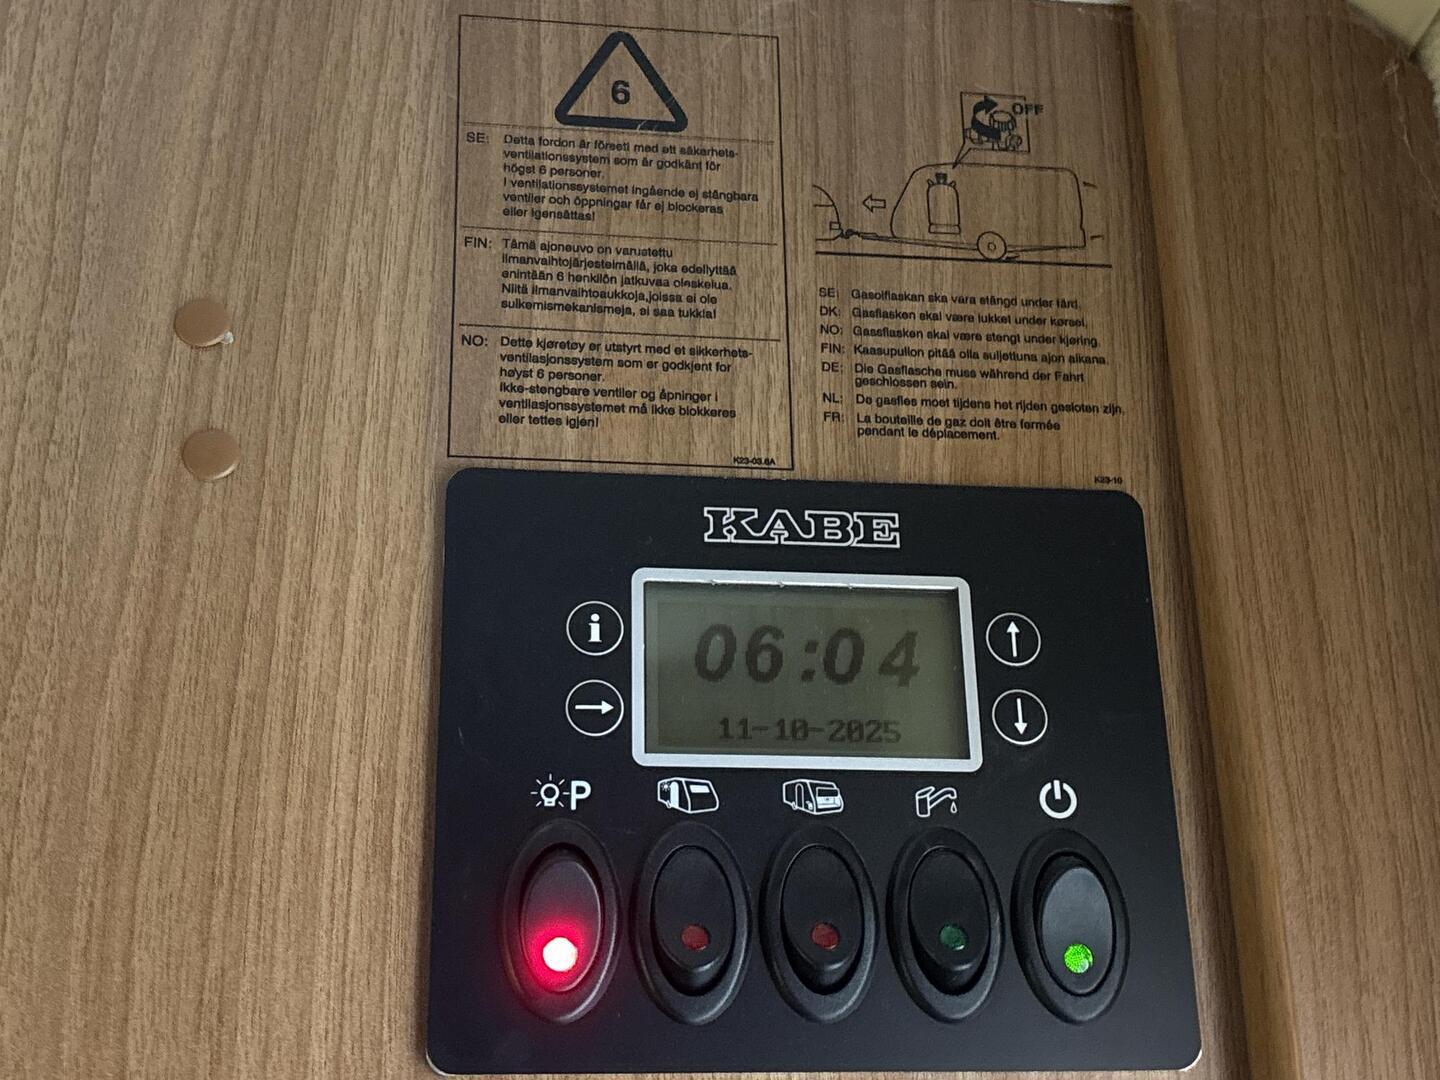 6
SE: Detta fordon är försett med ett säkerhets-
ventilationssystem som är godkänt för
högst 6 personer.
I ventilationssystemet ingående ej stängbara
ventiler och öppningar får ej blockeras
eller igensättas!
FIN: Tämä ajoneuvo on varustettu
ilmanvaihtojärjestelmällä, joka edellyttää
enintään 6 henkilön jatkuvaa oleskelua.
Niitä ilmanvaihtoaukkoja,joissa ei ole
sulkemismekanismeja, ei saa tukkia!
NO: Dette kjøretøy er utstyrt med et sikkerhets-
ventilasjonssystem som er godkjent for
høyst 6 personer.
Ikke-stengbare ventiler og åpninger i
ventilasjonssystemet må ikke blokkeres
eller tettes igjen!
K23-03.6A
OFF
SE: Gasolflaskan ska vara stängd under färd.
DK: Gasflasken skal være lukket under kørsel.
NO: Gassflasken skal være stengt under kjøring.
FIN: Kaasupullon pitää olla suljettuna ajon aikana.
DE: Die Gasflasche muss während der Fahrt
geschlossen sein.
NL: De gasfles moet tijdens het rijden gesloten zijn.
FR: La bouteille de gaz doit être fermée
pendant le déplacement.
K23-10
KABE
i
06:04
11-10-2025
P